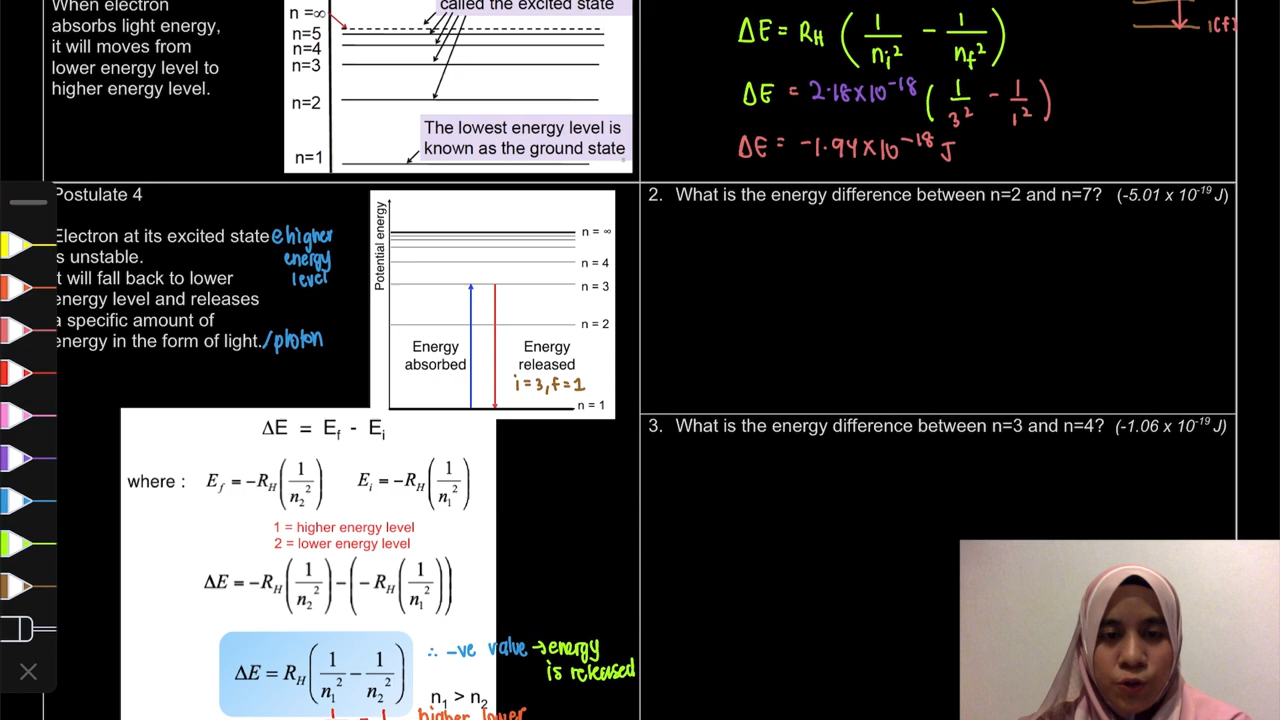 When electron
absorbs light energy,
it will moves from
lower energy level to
higher energy level.
called the excited state
n =∞
n=5
n=4
n=3
n=2
The lowest energy level is
known as the ground state
n=1
ΔE = RH ( 1/ni² − 1/nf² )
ΔE = 2.18×10⁻¹⁸ ( 1/3² − 1/1² )
ΔE = −1.94×10⁻¹⁸ J
1(f)
Postulate 4
Electron at its excited state
is unstable.
It will fall back to lower
energy level and releases
a specific amount of
energy in the form of light. /photon
@ higher
energy
level
Potential energy
n = ∞
n = 4
n = 3
n = 2
Energy
absorbed
Energy
released
i=3, f=1
n = 1
ΔE = Ef - Ei
where : Ef = −RH (1/n2²) Ei = −RH (1/n1²)
1 = higher energy level
2 = lower energy level
ΔE = −RH (1/n2²) − (− RH (1/n1²))
ΔE = RH (1/n1² − 1/n2²)
∴ -ve value → energy
is released
n1 > n2
higher lower
2. What is the energy difference between n=2 and n=7? (-5.01 x 10⁻¹⁹ J)
3. What is the energy difference between n=3 and n=4? (-1.06 x 10⁻¹⁹ J)